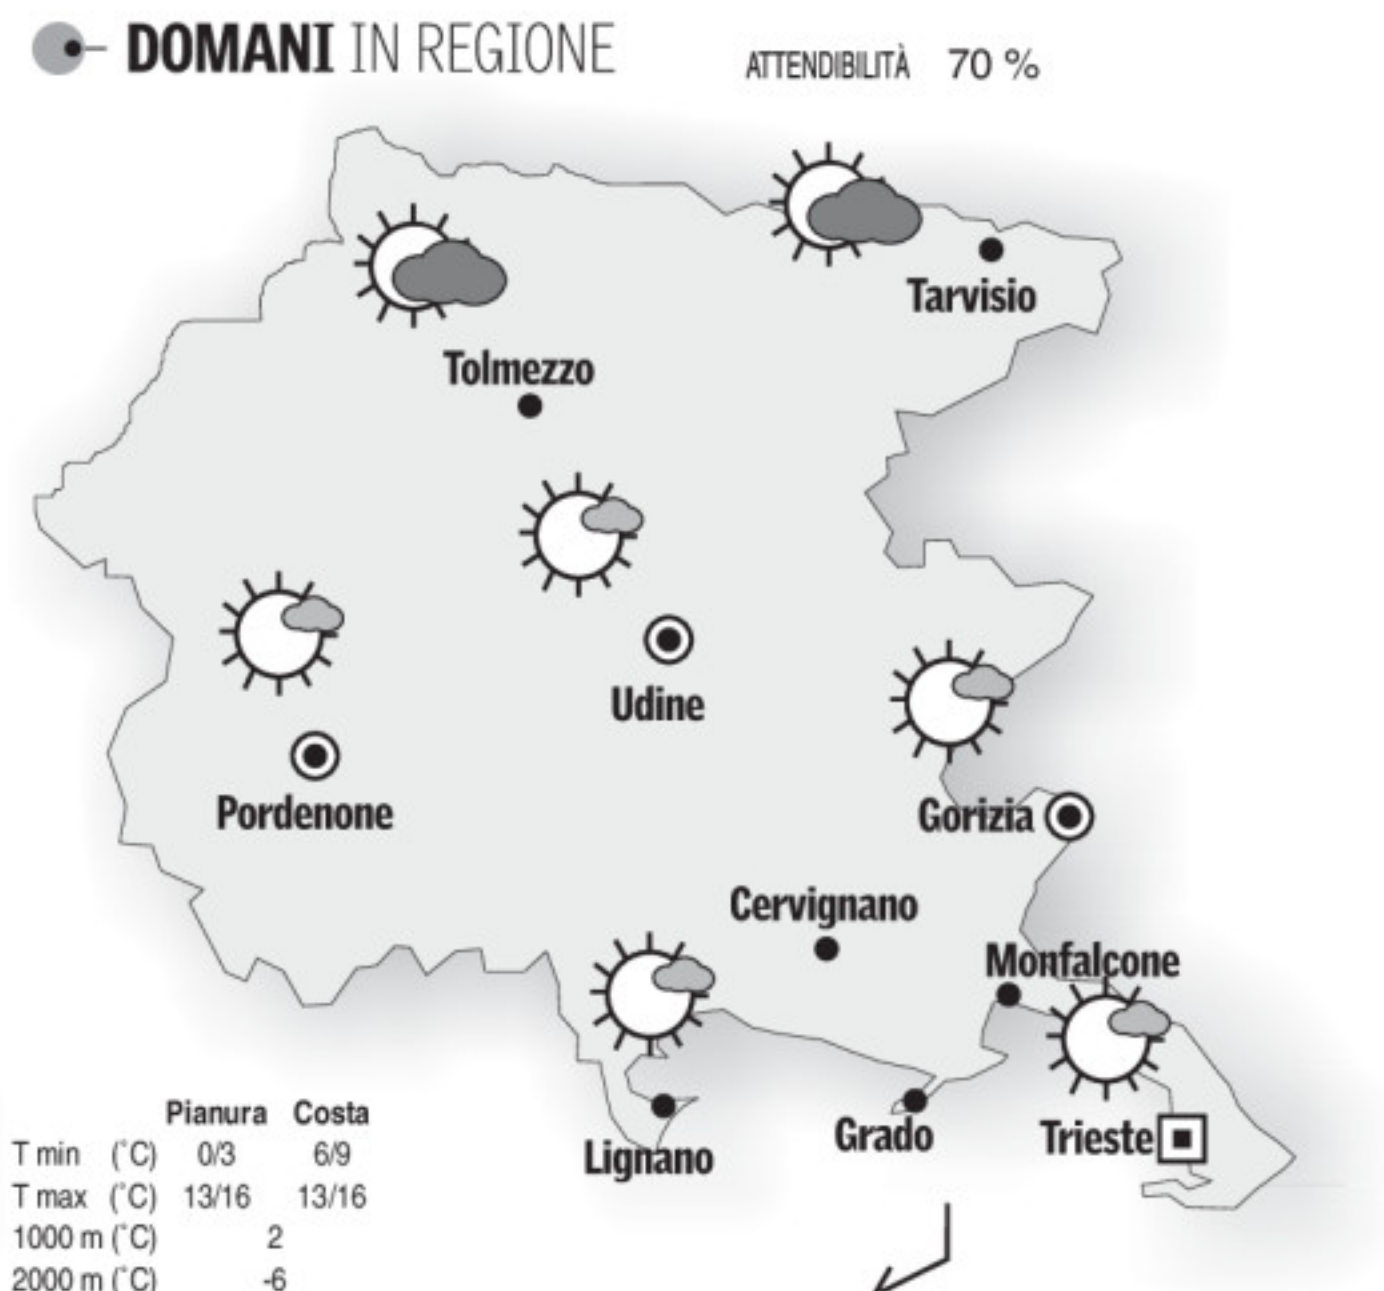 DOMANI IN REGIONE
ATTENDIBILITÀ 70 %
Tarvisio
Tolmezzo
Udine
Pordenone
Gorizia
Cervignano
Monfalcone
Grado
Trieste
Lignano
Pianura Costa
T min (°C) 0/3 6/9
T max (°C) 13/16 13/16
1000 m (°C) 2
2000 m (°C) -6